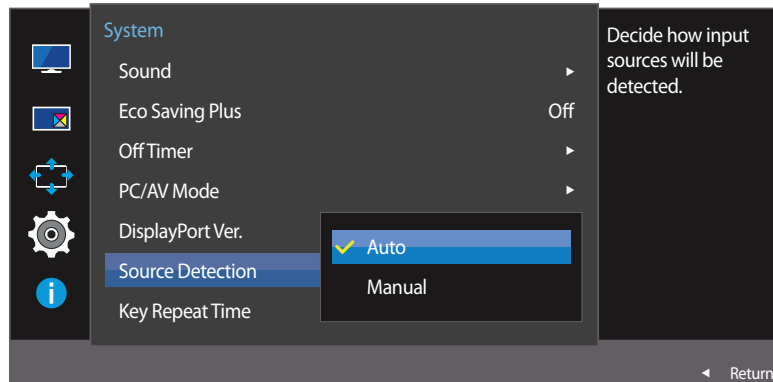 System
Sound
Eco Saving Plus Off
Off Timer
PC/AV Mode
DisplayPort Ver.
Source Detection
Key Repeat Time
Auto
Manual
Decide how input
sources will be
detected.
Return